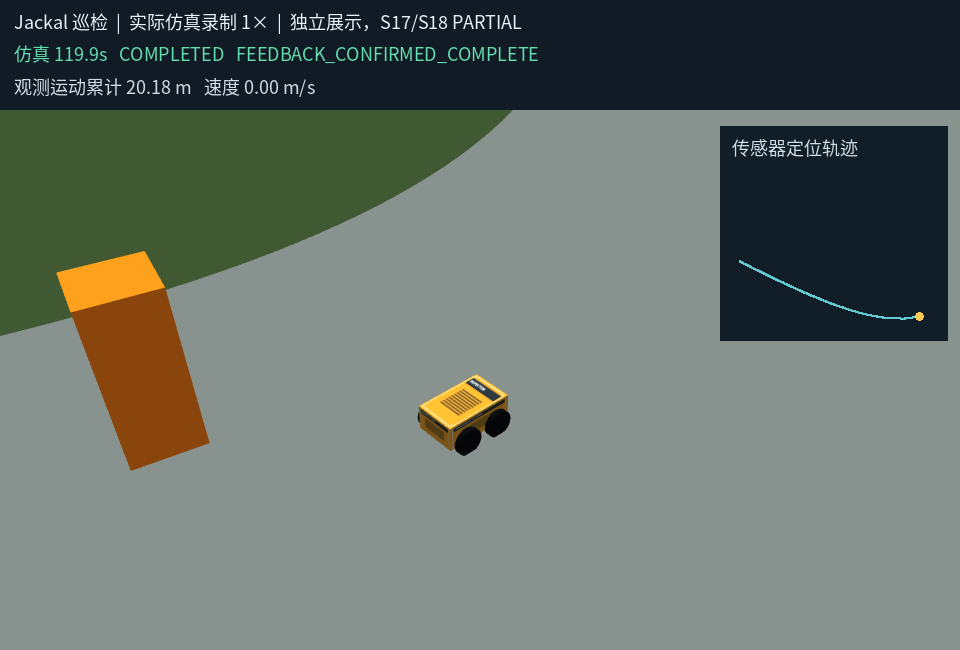 Jackal 巡检 | 实际仿真录制 1× | 独立展示，S17/S18 PARTIAL
仿真 119.9s COMPLETED FEEDBACK_CONFIRMED_COMPLETE
观测运动累计 20.18 m 速度 0.00 m/s
传感器定位轨迹